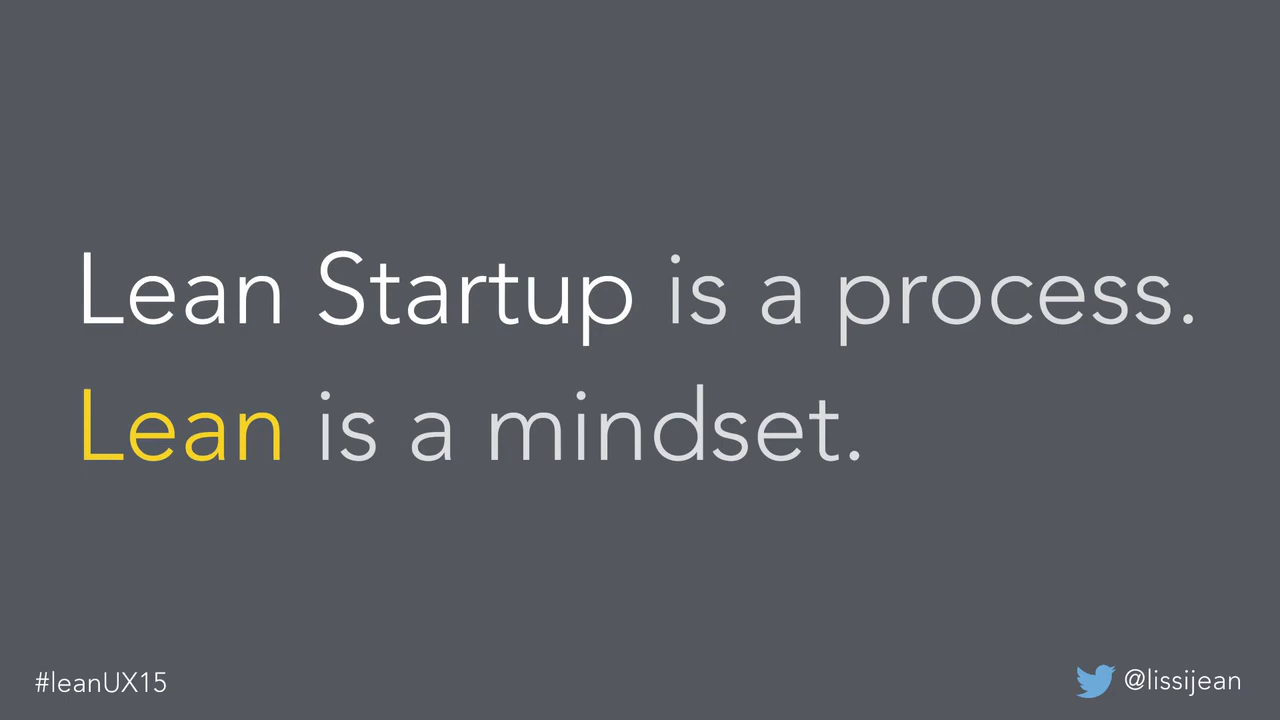 Lean Startup is a process.
Lean is a mindset.
#leanUX15
@lissijean